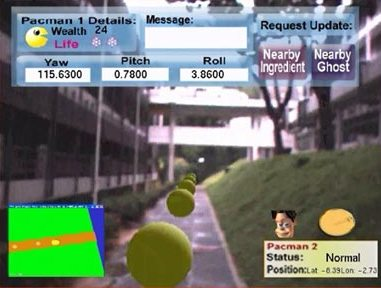 Pacman 1 Details:
Message:
Request Update:
Wealth 24
Life
Nearby Ingredient
Nearby Ghost
Yaw
Pitch
Roll
115.6300
0.7800
3.8600
Pacman 2
Status: Normal
Position: Lat -8.39 Lon. -2.73